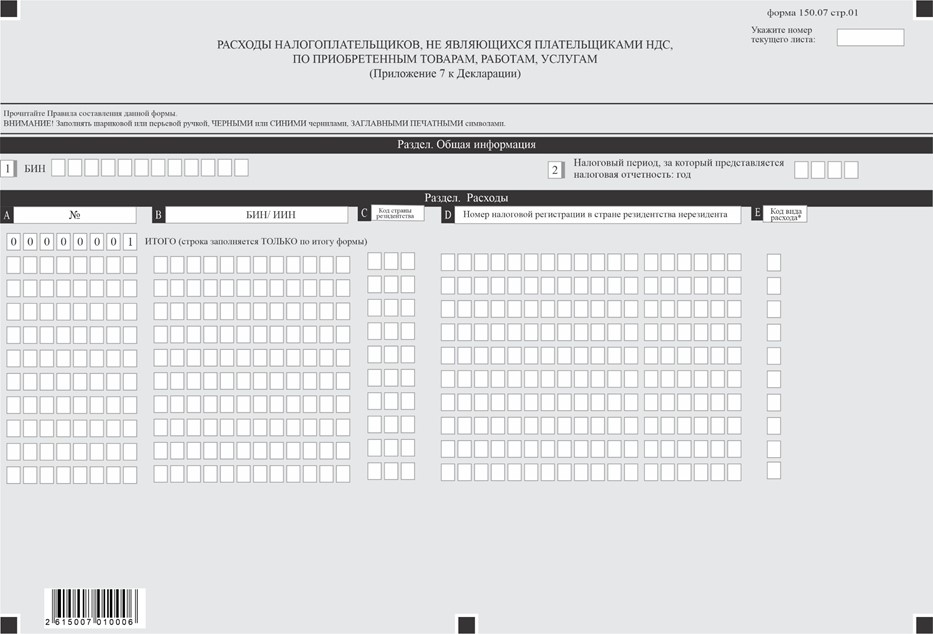 форма 150.07 стр.01
Укажите номер
текущего листа:
РАСХОДЫ НАЛОГОПЛАТЕЛЬЩИКОВ, НЕ ЯВЛЯЮЩИХСЯ ПЛАТЕЛЬЩИКАМИ НДС,
ПО ПРИОБРЕТЕННЫМ ТОВАРАМ, РАБОТАМ, УСЛУГАМ
(Приложение 7 к Декларации)
Прочитайте Правила составления данной формы.
ВНИМАНИЕ! Заполнять шариковой или перьевой ручкой, ЧЕРНЫМИ или СИНИМИ чернилами, ЗАГЛАВНЫМИ ПЕЧАТНЫМИ символами.
Раздел. Общая информация
1 БИН
2 Налоговый период, за который представляется
налоговая отчетность: год
Раздел. Расходы
A №
B БИН/ ИИН
C Код страны
резидентства
D Номер налоговой регистрации в стране резидентства нерезидента
E Код вида
расхода*
0 0 0 0 0 0 0 1 ИТОГО (строка заполняется ТОЛЬКО по итогу формы)
2 615007 010006